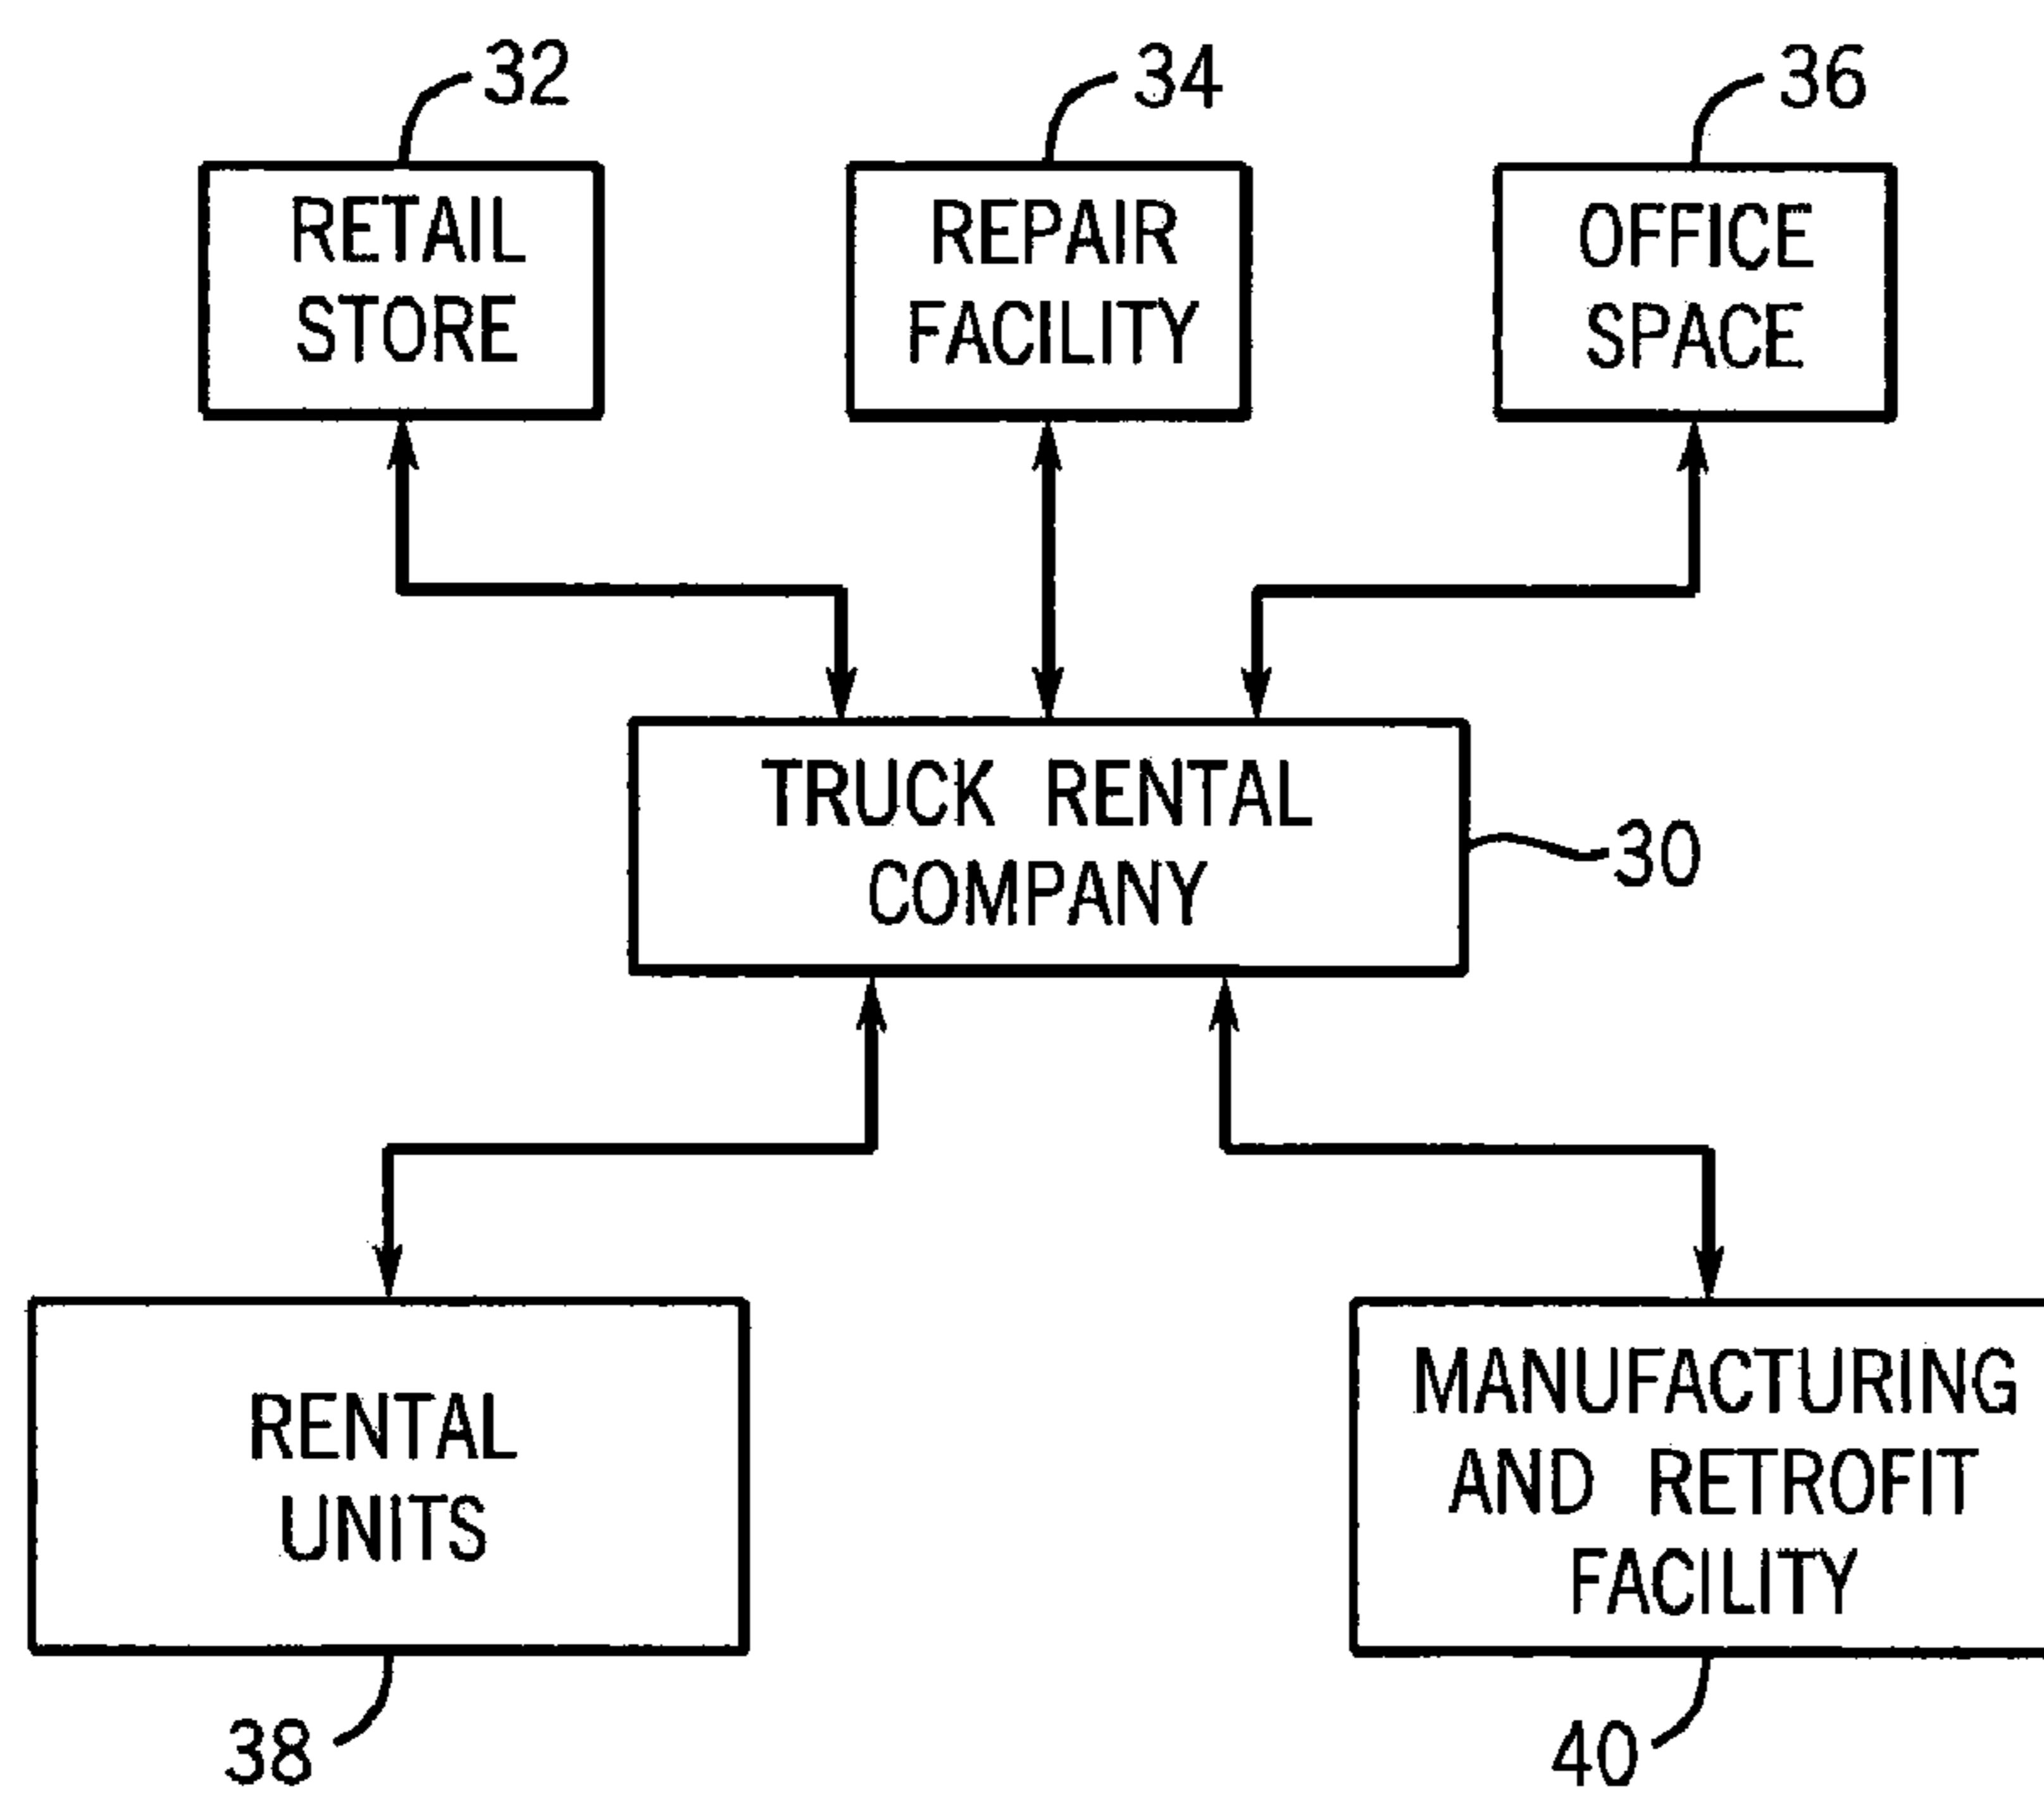 32
34
36
RETAIL
STORE
REPAIR
FACILITY
OFFICE
SPACE
TRUCK RENTAL
COMPANY
30
RENTAL
UNITS
MANUFACTURING
AND RETROFIT
FACILITY
38
40